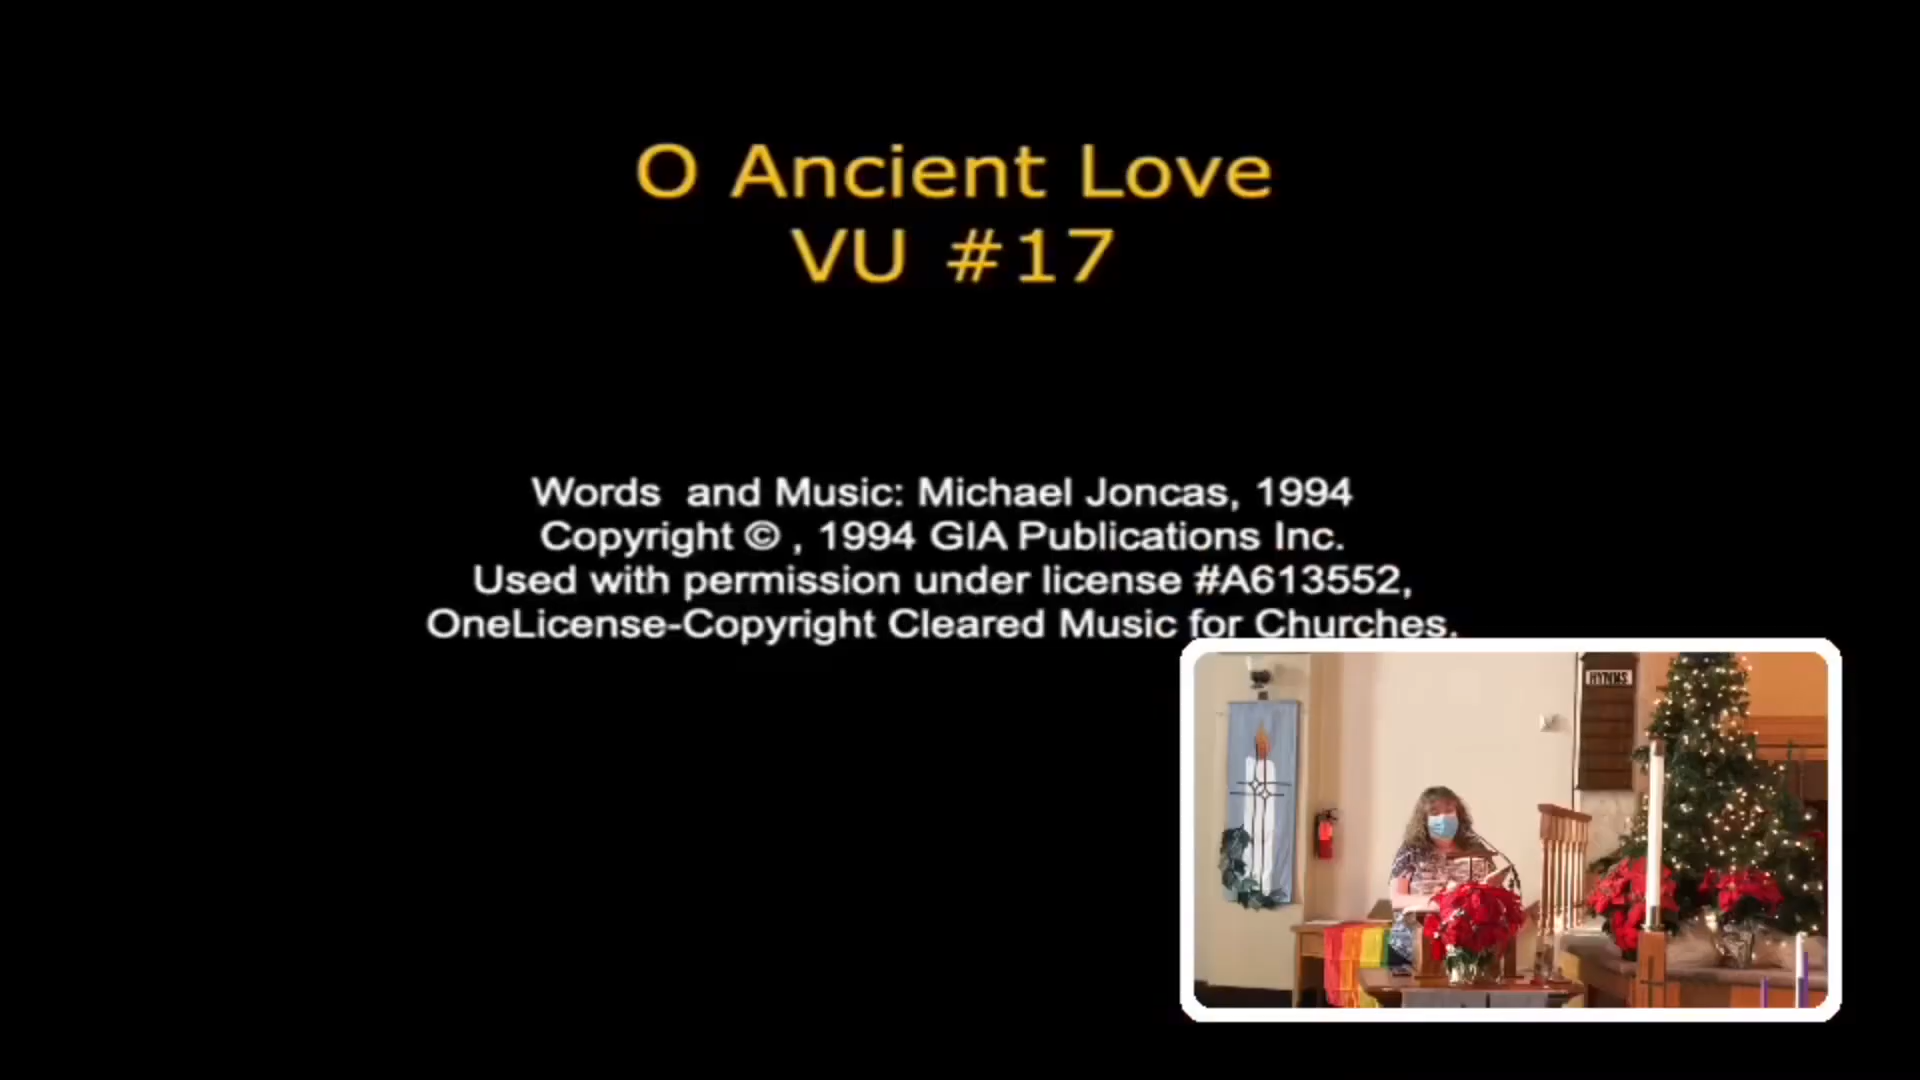 O Ancient Love
VU #17
Words and Music: Michael Joncas, 1994
Copyright © , 1994 GIA Publications Inc.
Used with permission under license #A613552,
OneLicense-Copyright Cleared Music for Churches.
HYMNS